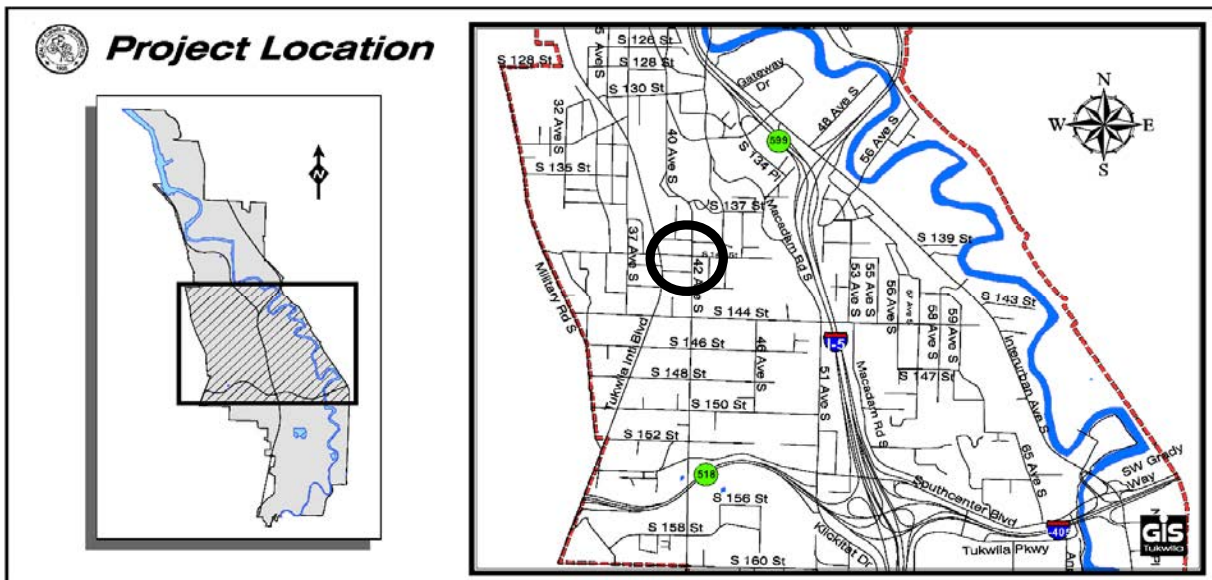 Project Location
N
N
W E
S
S 126 St
S 128 St
S 128 St
S 130 St
Gateway Dr
32 Ave S
40 Ave S
48 Ave S
56 Ave S
599
S 134 Pl
S 135 St
S 137 St
37 Ave S
42 Ave S
Macadam Rd S
S 139 St
Military Rd S
53 Ave S
55 Ave S
56 Ave S
57 Ave S
58 Ave S
59 Ave S
S 143 St
S 144 St
I-5
S 146 St
46 Ave S
Tukwila Intl Blvd
S 147 St
Interurban Ave S
S 148 St
51 Ave S
Macadam Rd S
S 150 St
S 152 St
65 Ave S
SW Grady Way
518
S 156 St
Southcenter Blvd
S 158 St
Klickitat Dr
Tukwila Pkwy
S 160 St
GIS
Tukwila